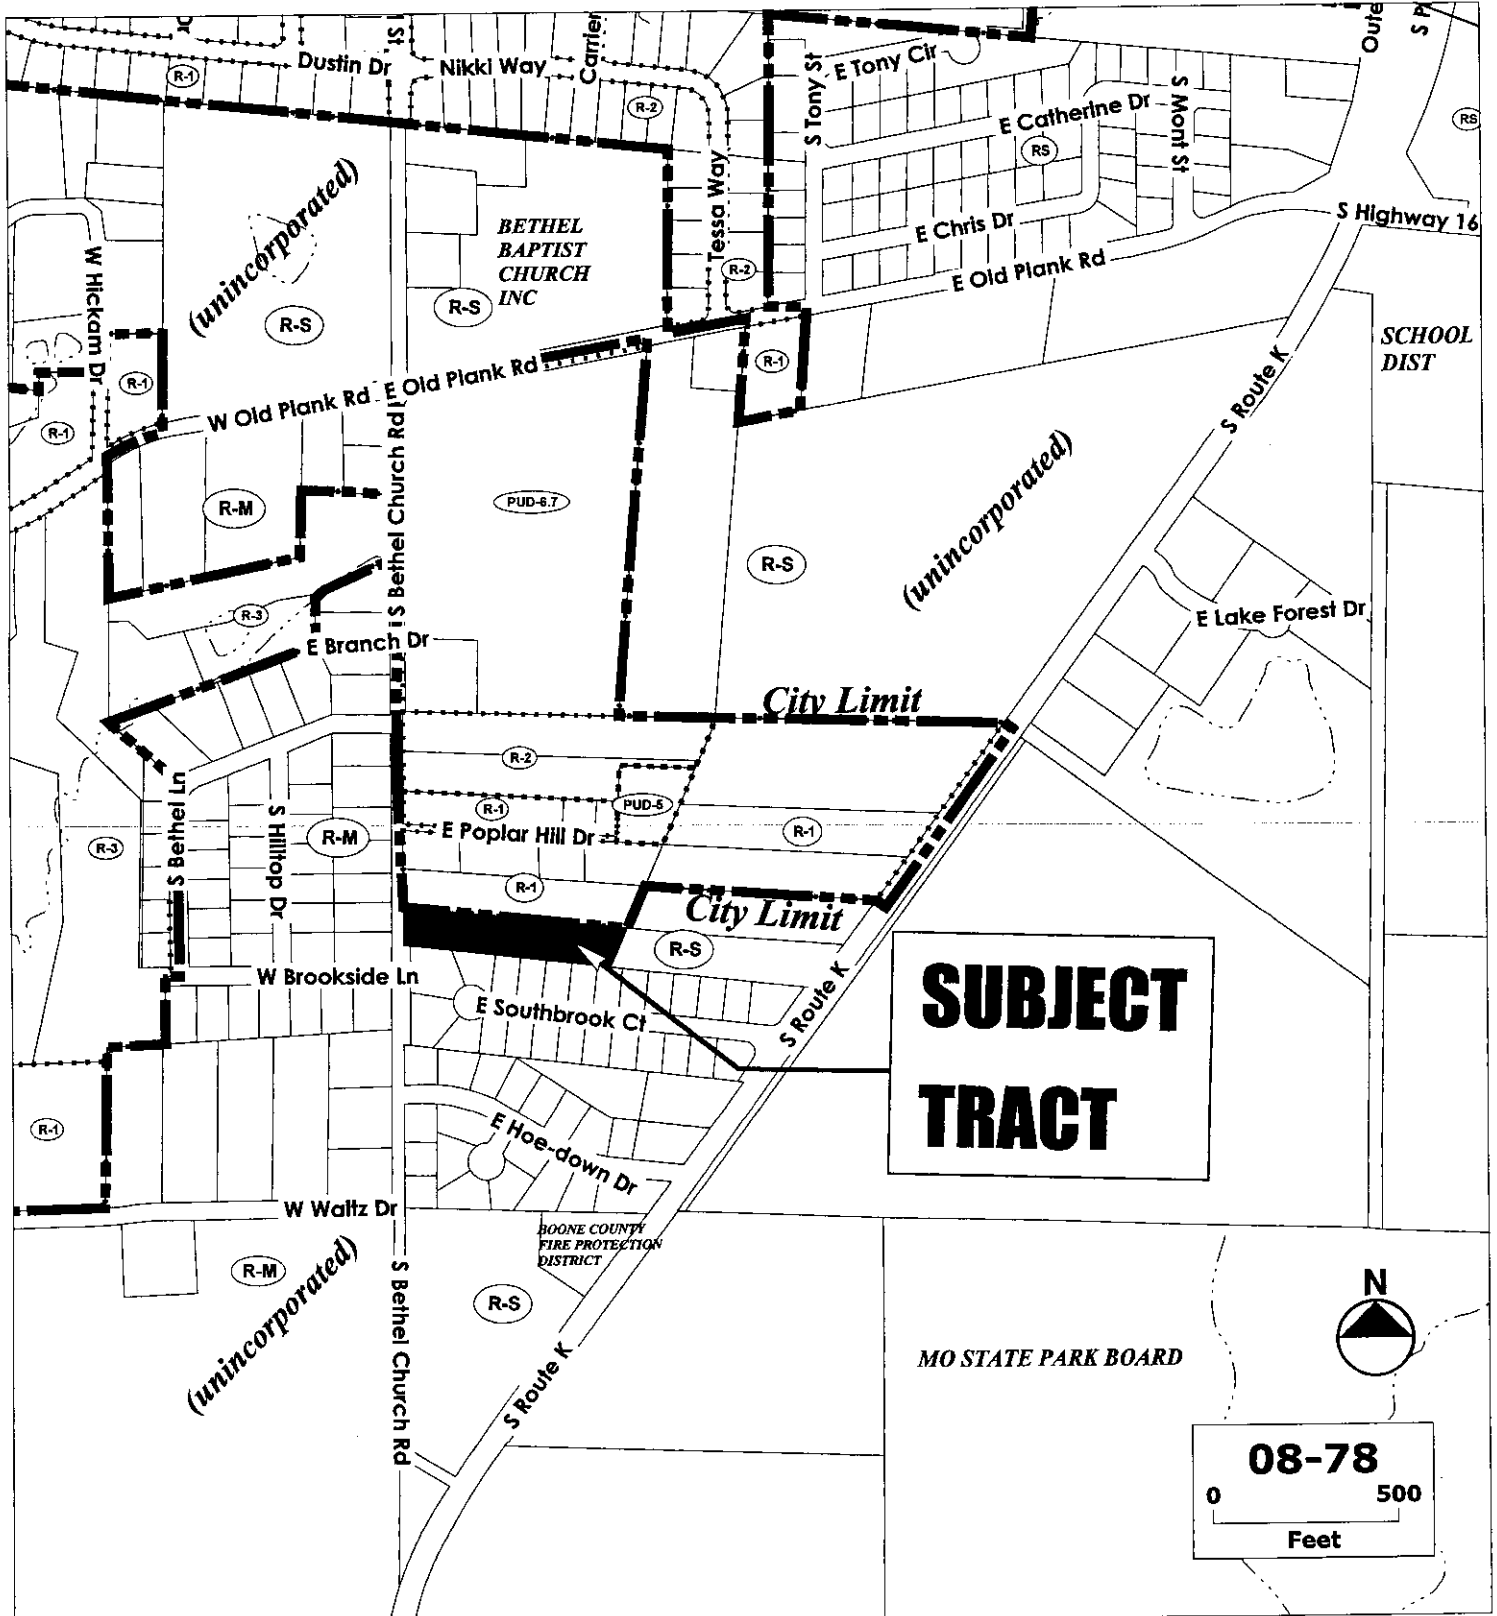 Outer
S P
Dustin Dr
St
Nikki Way
Carrier
E Tony Cir
S Tony St
R-1
R-2
E Catherine Dr
S Mont St
RS
RS
Tessa Way
(unincorporated)
BETHEL
BAPTIST
CHURCH
INC
E Chris Dr
S Highway 16
E Old Plank Rd
R-2
W Hickam Dr
R-S
R-S
SCHOOL
DIST
R-1
R-1
W Old Plank Rd
E Old Plank Rd
S Route K
R-1
S Bethel Church Rd
(unincorporated)
R-M
PUD-6.7
R-S
R-3
E Lake Forest Dr
E Branch Dr
City Limit
R-2
S Bethel Ln
S Hilltop Dr
R-1
PUD-5
R-M
E Poplar Hill Dr
R-1
R-3
R-1
City Limit
R-S
W Brookside Ln
SUBJECT
TRACT
E Southbrook Ct
S Route K
R-1
E Hoe-down Dr
W Waltz Dr
BOONE COUNTY
FIRE PROTECTION
DISTRICT
R-M
(unincorporated)
S Bethel Church Rd
R-S
N
S Route K
MO STATE PARK BOARD
08-78
0 500
Feet